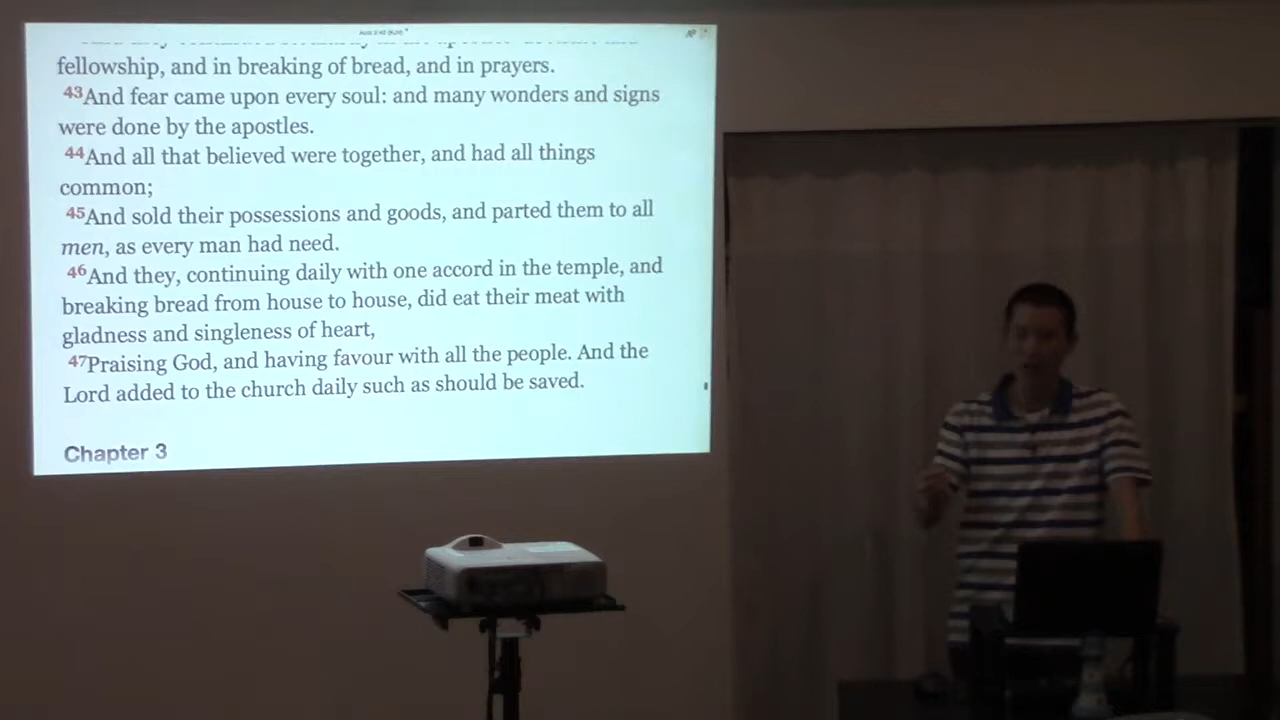 fellowship, and in breaking of bread, and in prayers.
43And fear came upon every soul: and many wonders and signs
were done by the apostles.
44And all that believed were together, and had all things
common;
45And sold their possessions and goods, and parted them to all
men, as every man had need.
46And they, continuing daily with one accord in the temple, and
breaking bread from house to house, did eat their meat with
gladness and singleness of heart,
47Praising God, and having favour with all the people. And the
Lord added to the church daily such as should be saved.
Chapter 3